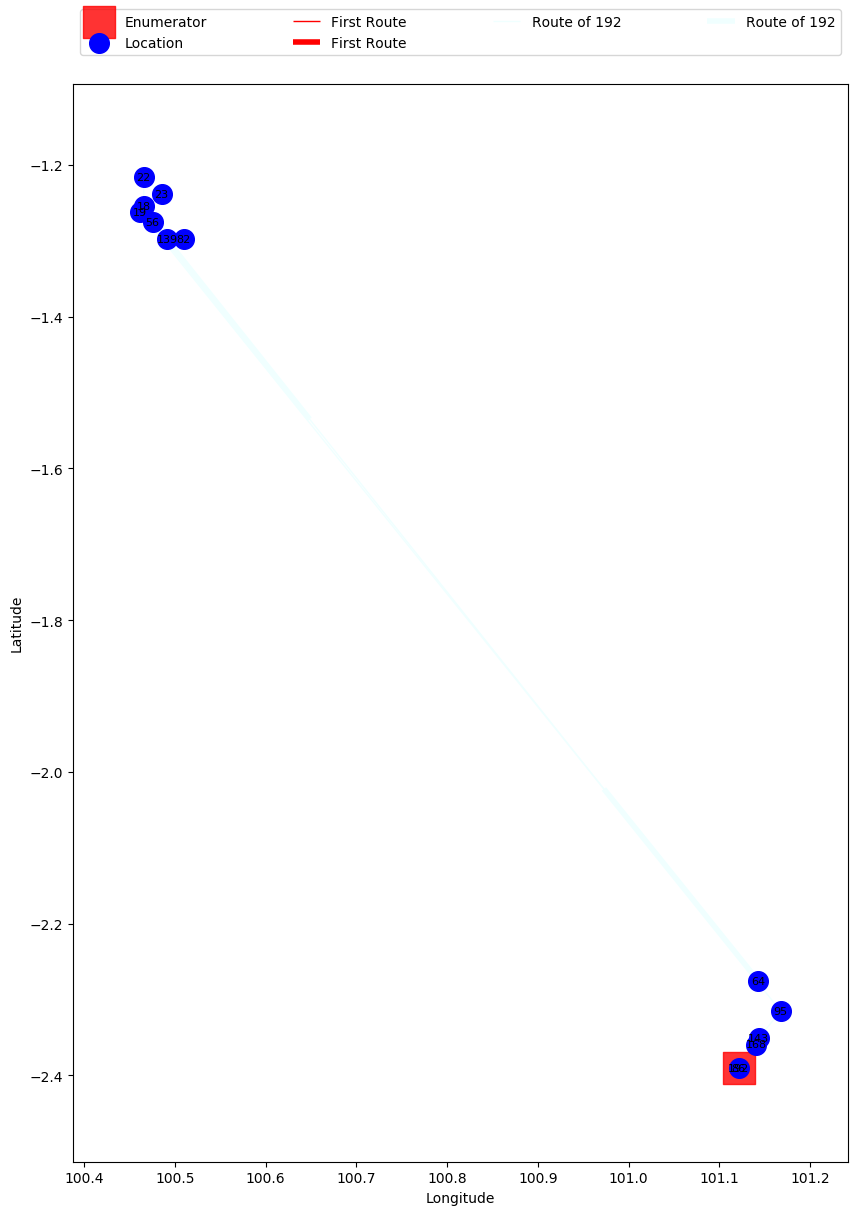 Enumerator First Route Route of 192 Route of 192
Location First Route
−1.2
22
23
−1.4
−1.6
−1.8
−2.0
−2.2
−2.4
100.4 100.5 100.6 100.7 100.8 100.9 101.0 101.1 101.2
Longitude
Latitude